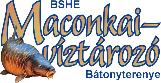 BSHE
Maconkai-
víztározó
Bátonyterenye